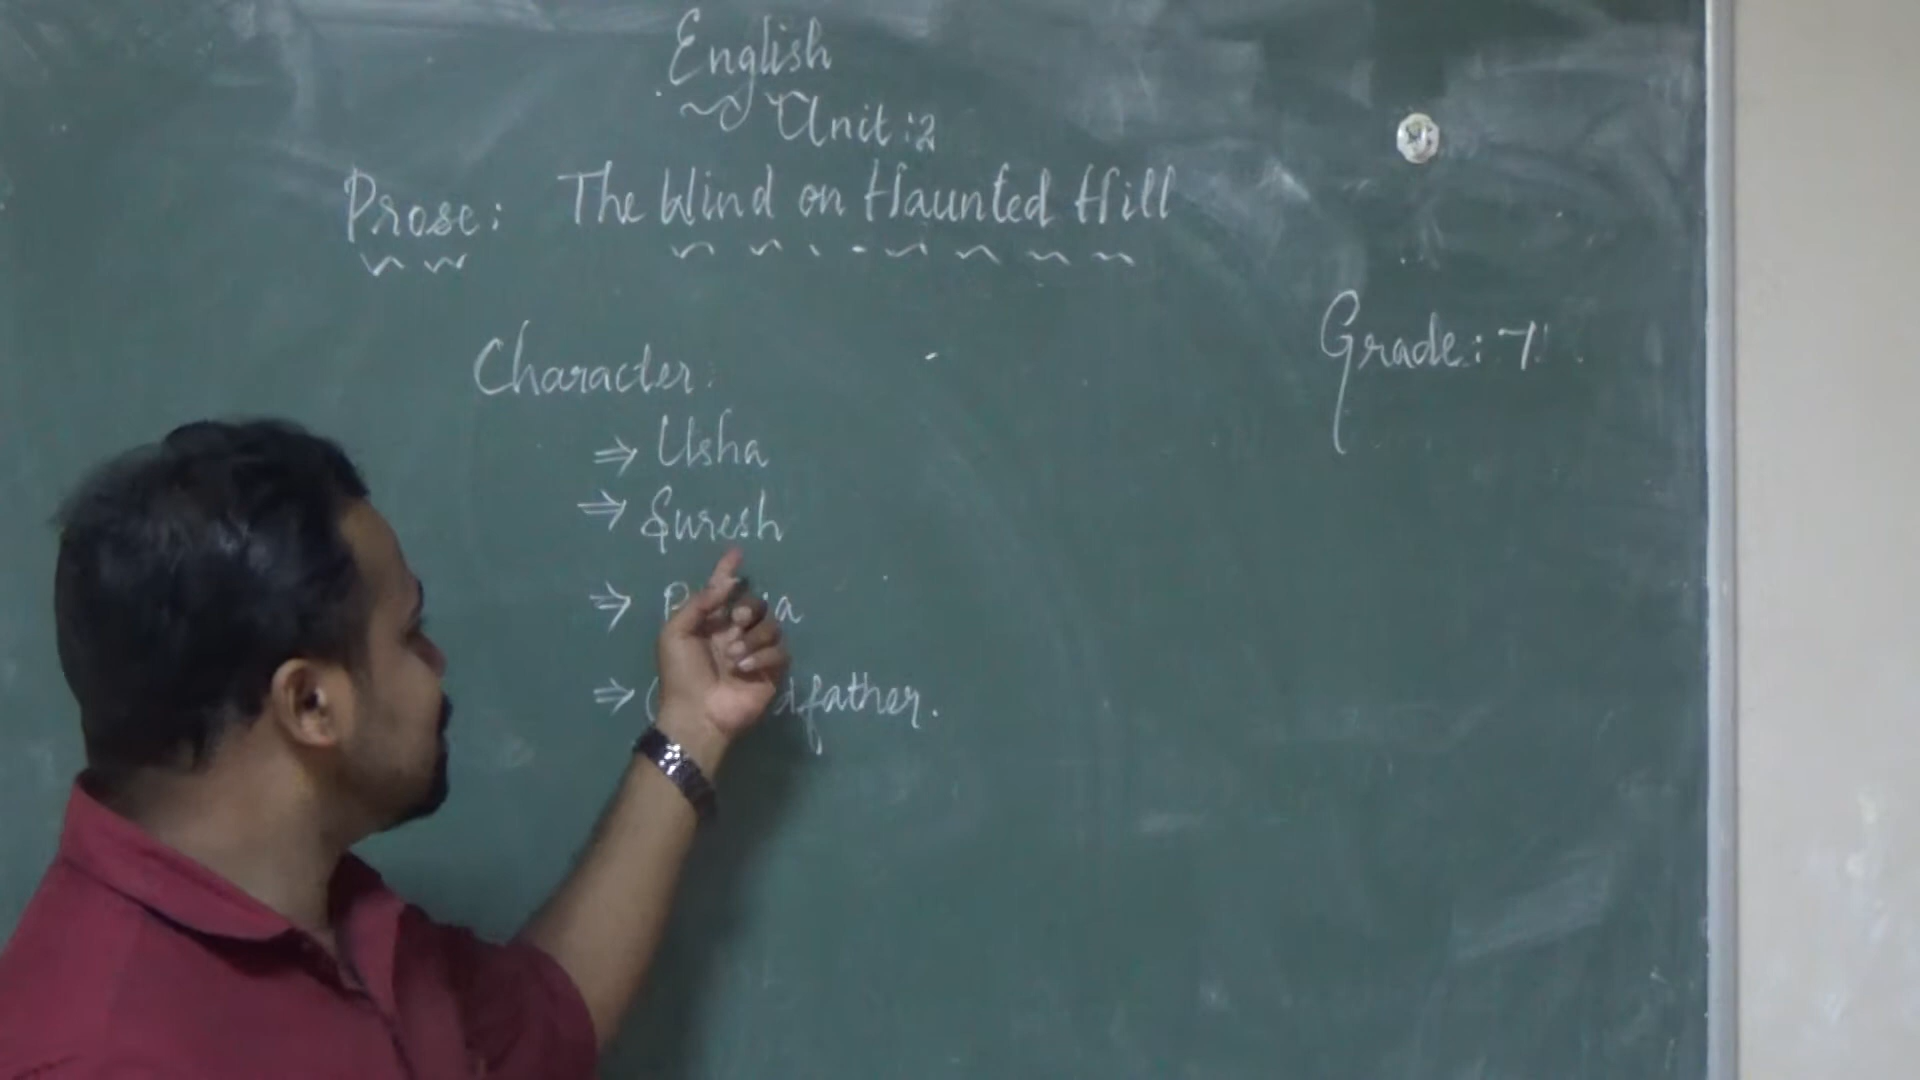 English
Unit :2
Prose: The Wind on Haunted Hill
Grade: 7
Character:
⇒ Usha
⇒ Suresh
⇒
⇒